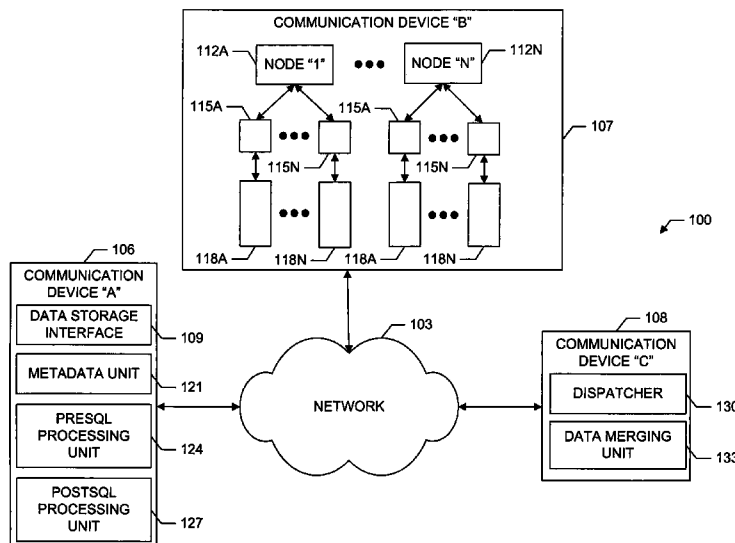 COMMUNICATION DEVICE “B”
112A
NODE “1”
NODE “N”
112N
115A
115A
107
115N
115N
118A
118N
118A
118N
100
106
COMMUNICATION
DEVICE “A”
DATA STORAGE
INTERFACE
109
METADATA UNIT
121
PRESQL
PROCESSING
UNIT
124
POSTSQL
PROCESSING
UNIT
127
103
NETWORK
108
COMMUNICATION
DEVICE “C”
DISPATCHER
130
DATA MERGING
UNIT
133